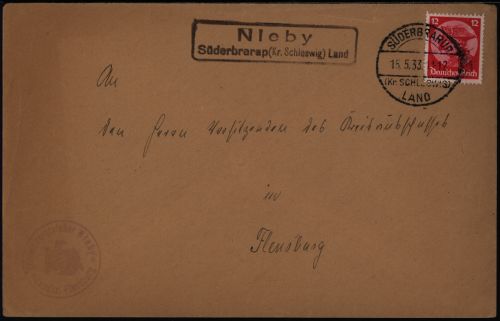 Nieby
Süderbrarup (Kr. Schleswig) Land
SÜDERBRARUP
15.5.33
(Kr. SCHLESWIG)
LAND
12 12
Deutsches Reich
An
den Herrn Vorsitzenden des Kreisausschusses
in
Flensburg